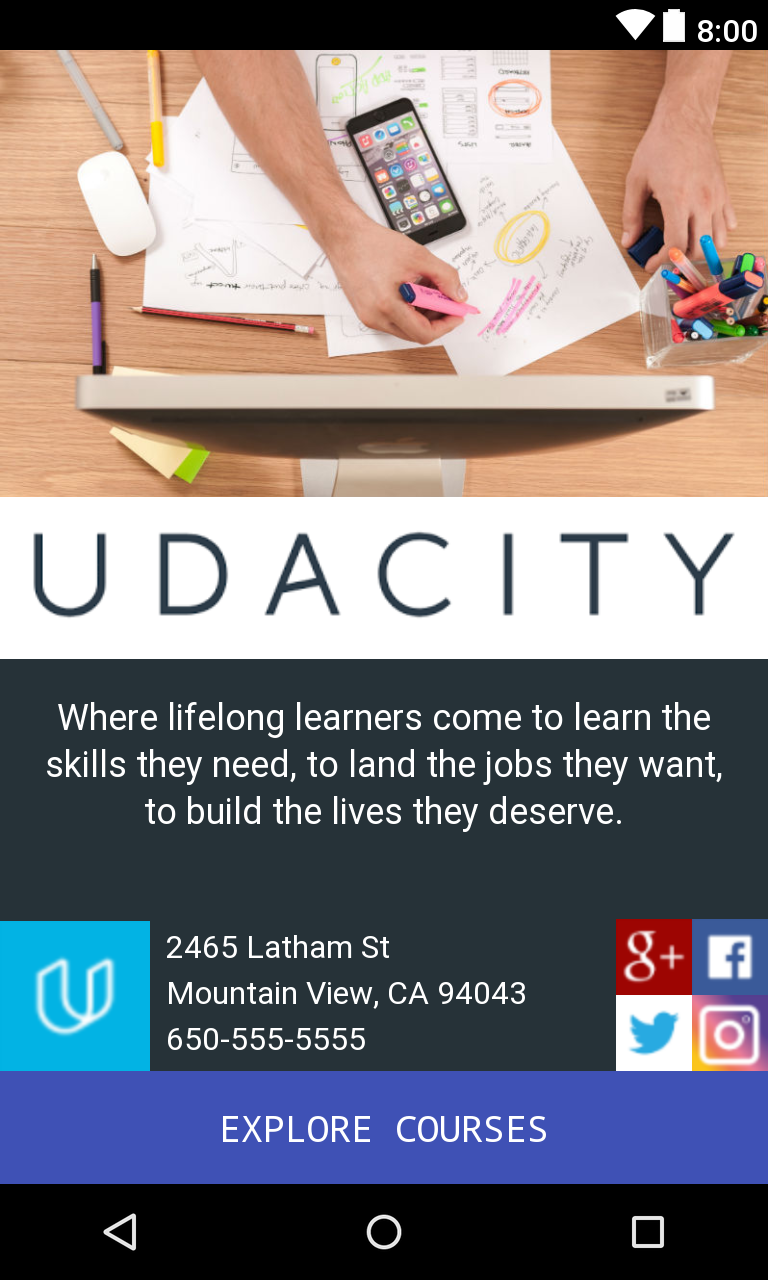 8:00
UDACITY
Where lifelong learners come to learn the
skills they need, to land the jobs they want,
to build the lives they deserve.
2465 Latham St
Mountain View, CA 94043
650-555-5555
g+
EXPLORE COURSES